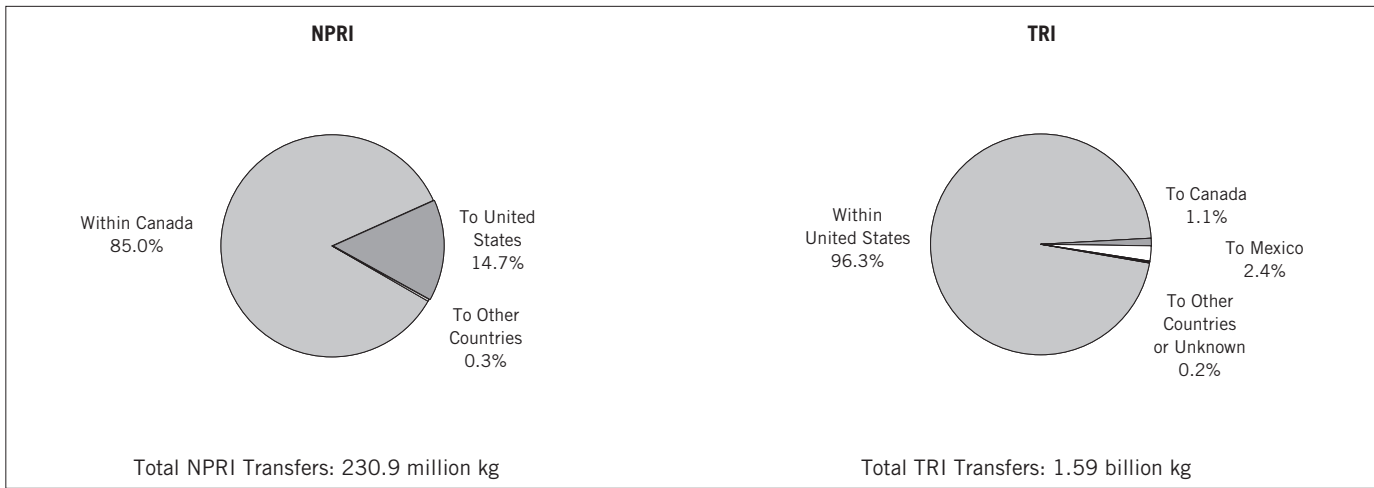 NPRI
Within Canada
85.0%
To United
States
14.7%
To Other
Countries
0.3%
Total NPRI Transfers: 230.9 million kg
TRI
Within
United States
96.3%
To Canada
1.1%
To Mexico
2.4%
To Other
Countries
or Unknown
0.2%
Total TRI Transfers: 1.59 billion kg